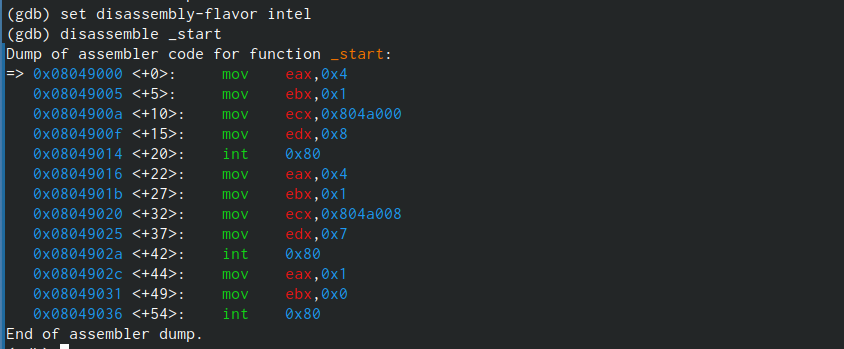 (gdb) set disassembly-flavor intel
(gdb) disassemble _start
Dump of assembler code for function _start:
=> 0x08049000 <+0>:     mov    eax,0x4
   0x08049005 <+5>:     mov    ebx,0x1
   0x0804900a <+10>:    mov    ecx,0x804a000
   0x0804900f <+15>:    mov    edx,0x8
   0x08049014 <+20>:    int    0x80
   0x08049016 <+22>:    mov    eax,0x4
   0x0804901b <+27>:    mov    ebx,0x1
   0x08049020 <+32>:    mov    ecx,0x804a008
   0x08049025 <+37>:    mov    edx,0x7
   0x0804902a <+42>:    int    0x80
   0x0804902c <+44>:    mov    eax,0x1
   0x08049031 <+49>:    mov    ebx,0x0
   0x08049036 <+54>:    int    0x80
End of assembler dump.